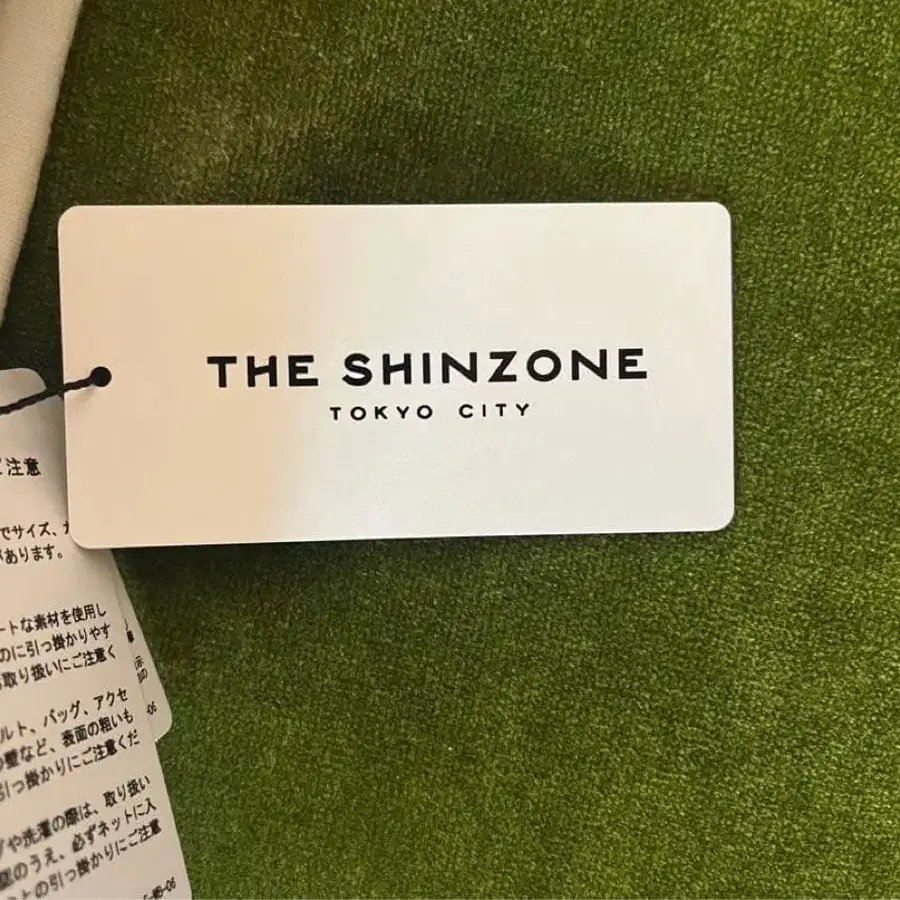 THE SHINZONE
TOKYO CITY
注意
でサイズ、
があります。
ートな素材を使用し
のに引っ掛かりやす
取り扱いにご注意く
ルト、バッグ、アクセ
壁など、表面の粗いも
引っ掛かりにご注意くだ
や洗濯の際は、取り扱い
認のうえ、必ずネットに入
との引っ掛かりにご注意
-06